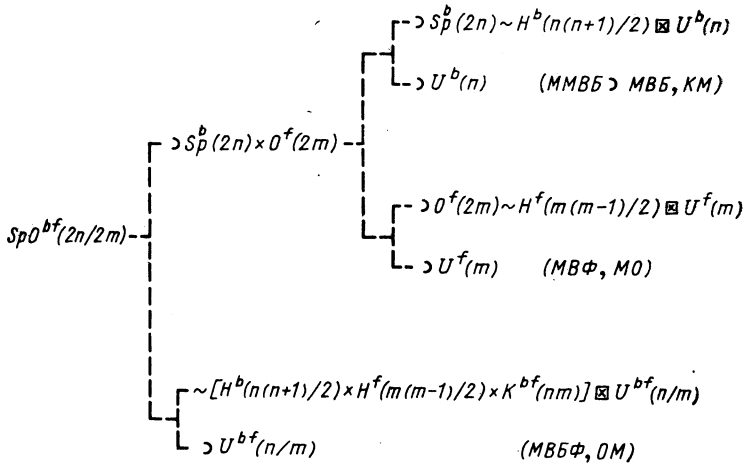 ⊃ Sp^b(2n) ~ H^b(n(n+1)/2) ⊠ U^b(n)
⊃ U^b(n) (ММВБ ⊃ МВБ, КМ)
⊃ Sp^b(2n) × O^f(2m)
⊃ O^f(2m) ~ H^f(m(m−1)/2) ⊠ U^f(m)
SpO^bf(2n/2m)
⊃ U^f(m) (МВФ, МО)
~ [H^b(n(n+1)/2) × H^f(m(m−1)/2) × K^bf(nm)] ⊠ U^bf(n/m)
⊃ U^bf(n/m) (МВБФ, ОМ)